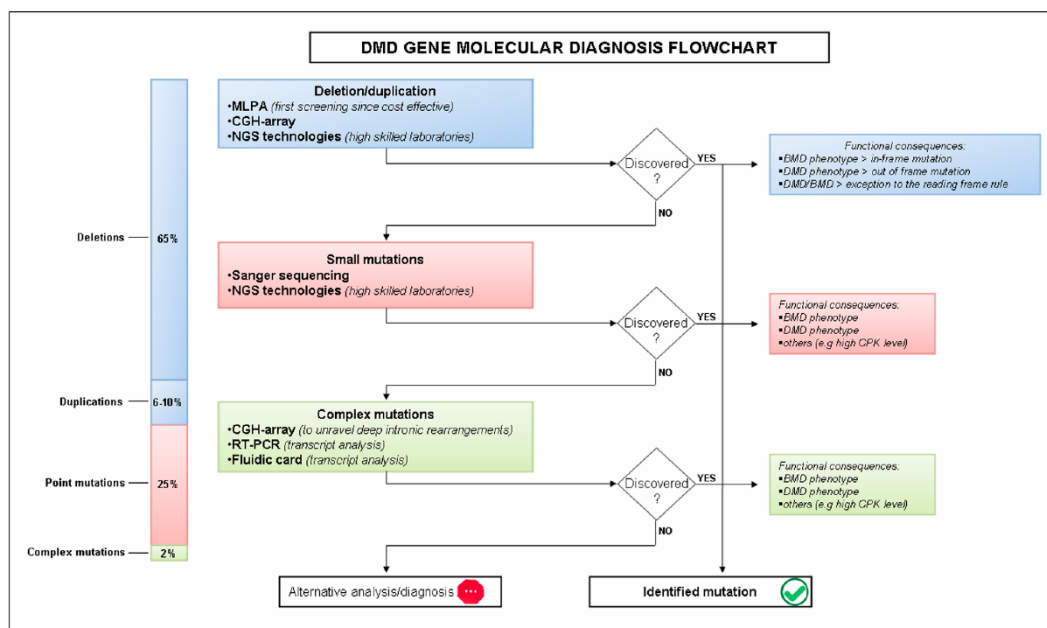 DMD GENE MOLECULAR DIAGNOSIS FLOWCHART
Deletion/duplication
•MLPA (first screening since cost effective)
•CGH-array
•NGS technologies (high skilled laboratories)
Discovered
?
YES
NO
Functional consequences:
▪BMD phenotype > in-frame mutation
▪DMD phenotype > out of frame mutation
▪DMD/BMD > exception to the reading frame rule
Deletions
65%
Small mutations
•Sanger sequencing
•NGS technologies (high skilled laboratories)
Discovered
?
YES
NO
Functional consequences:
▪BMD phenotype
▪DMD phenotype
▪others (e.g high CPK level)
Duplications
6-10%
Complex mutations
•CGH-array (to unravel deep intronic rearrangements)
•RT-PCR (transcript analysis)
•Fluidic card (transcript analysis)
Discovered
?
YES
NO
Functional consequences:
▪BMD phenotype
▪DMD phenotype
▪others (e.g high CPK level)
Point mutations
25%
Complex mutations
2%
Alternative analysis/diagnosis
Identified mutation